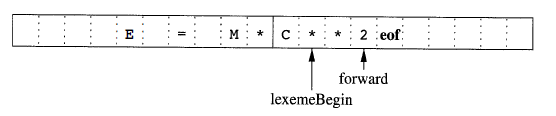 E = M * C * * 2 eof
forward
lexemeBegin